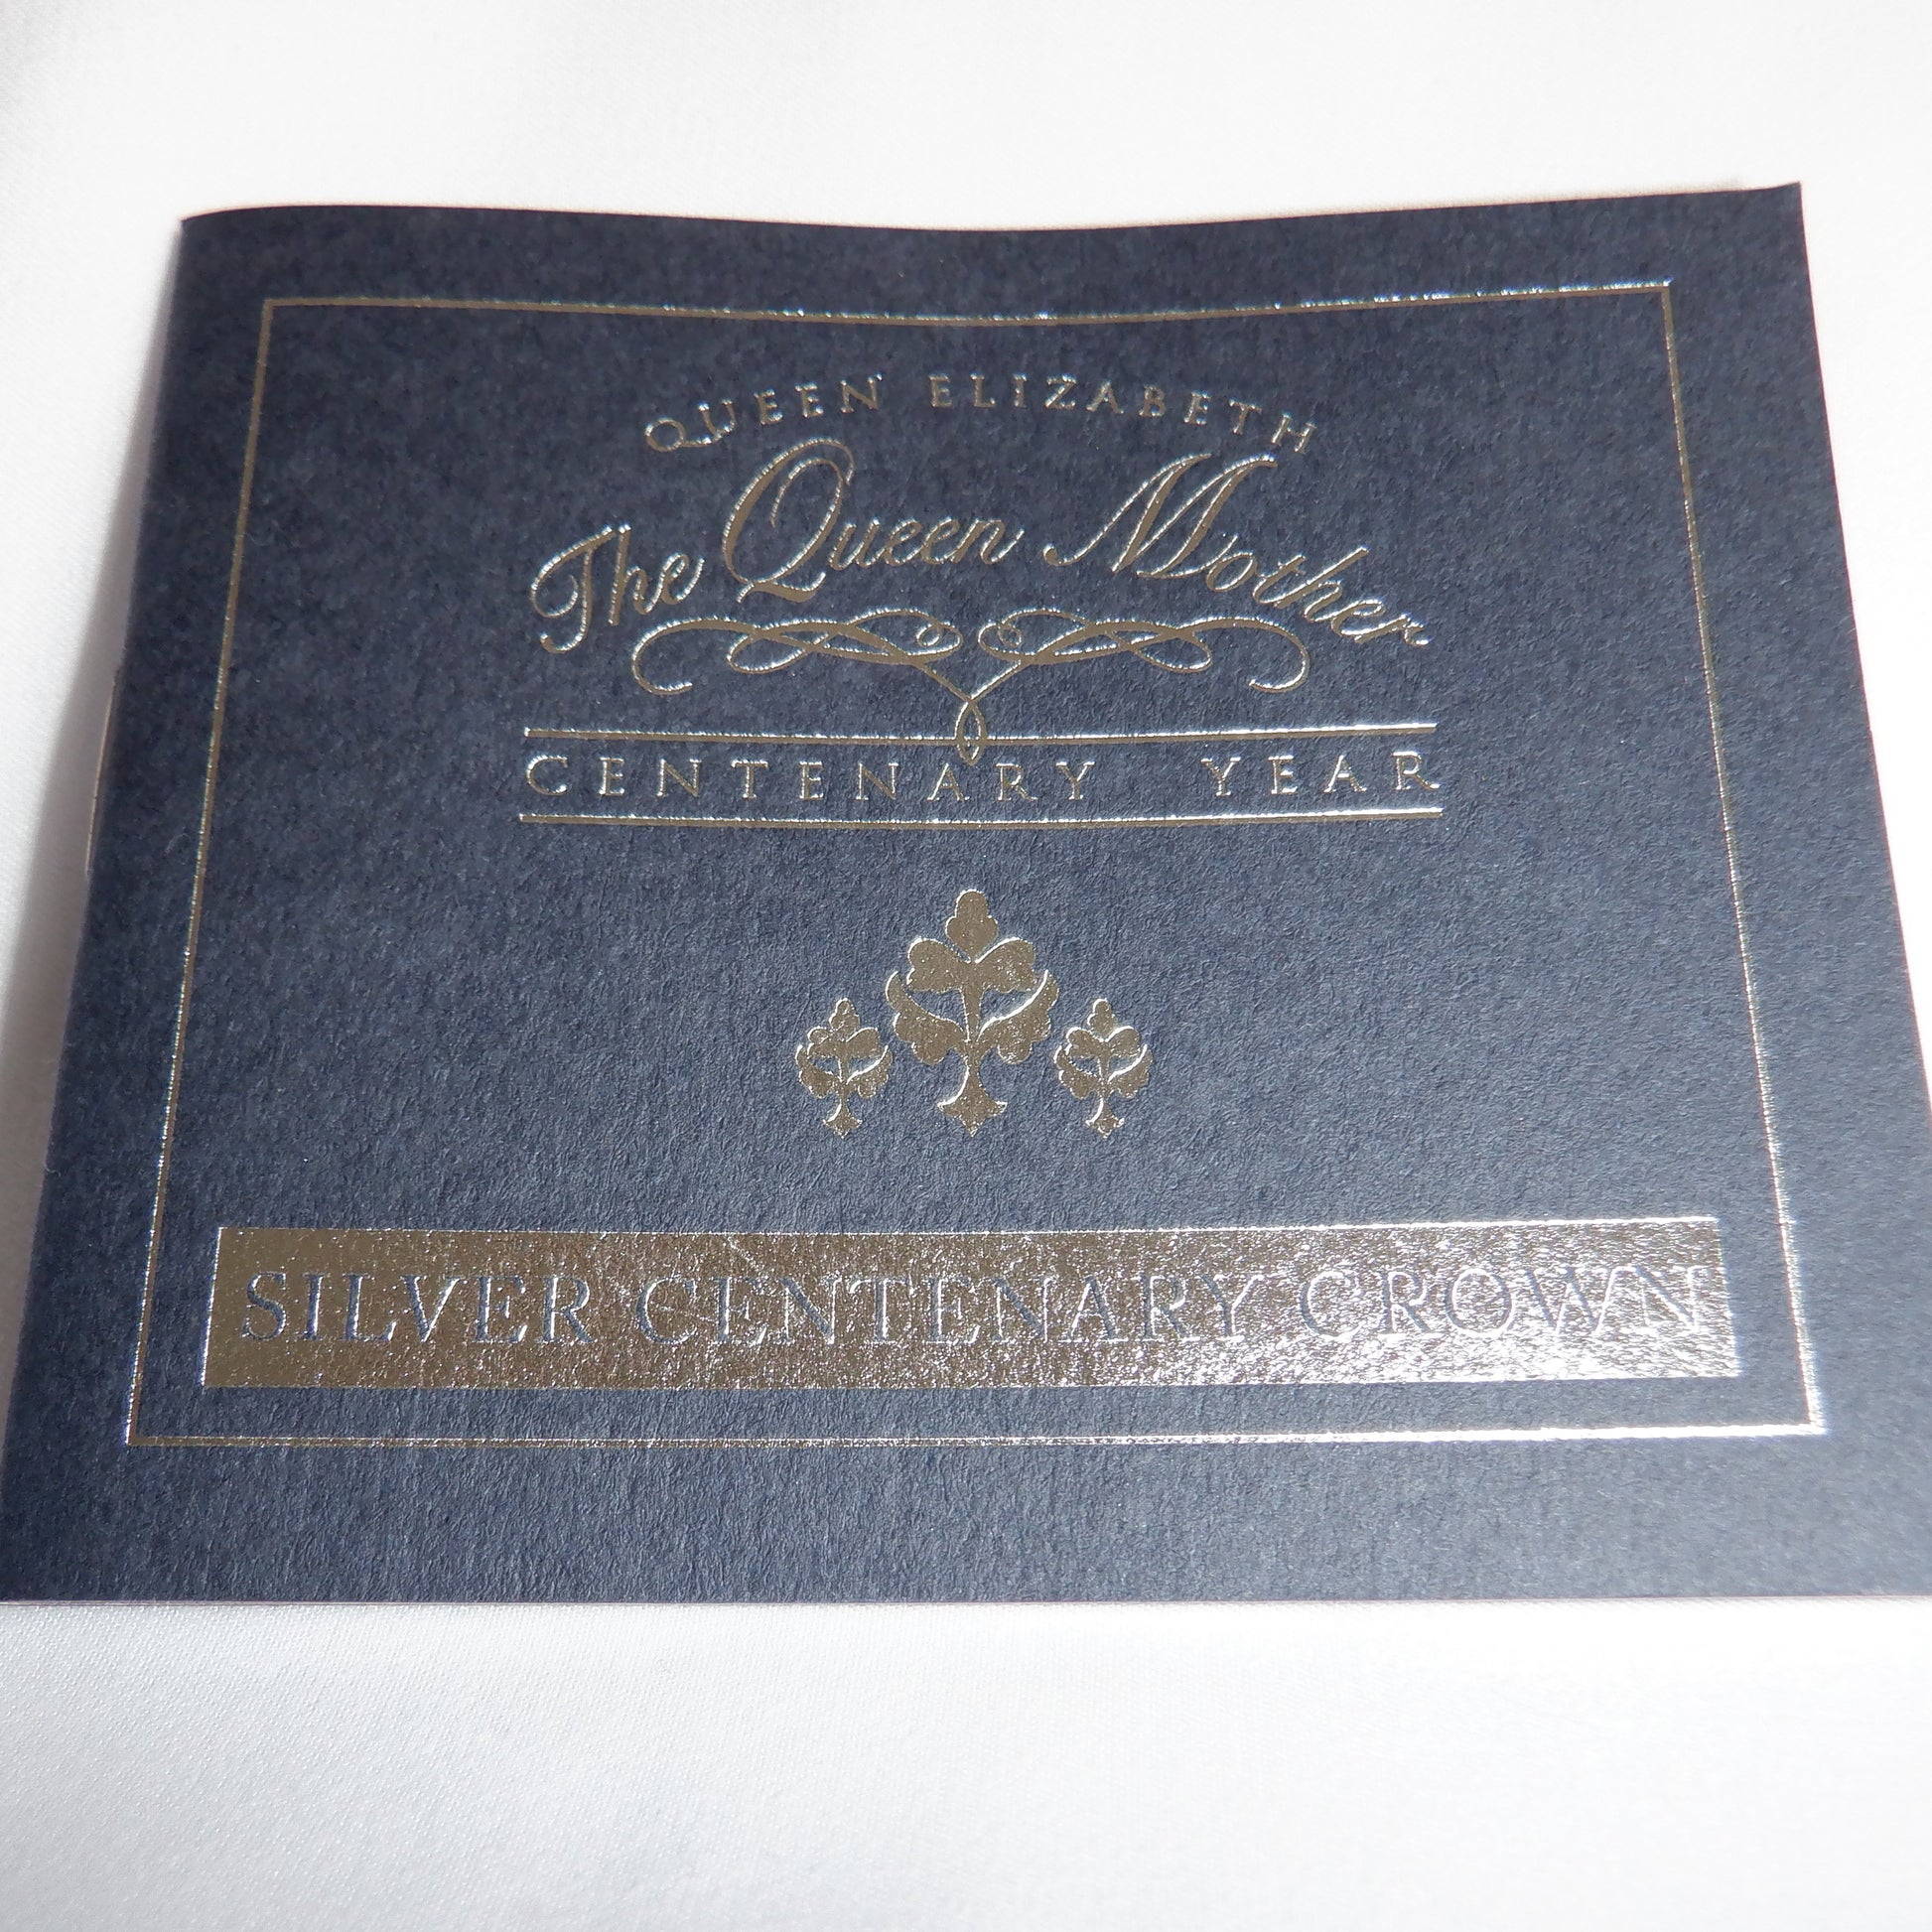 QUEEN ELIZABETH
The Queen Mother
CENTENARY YEAR
SILVER CENTENARY CROWN